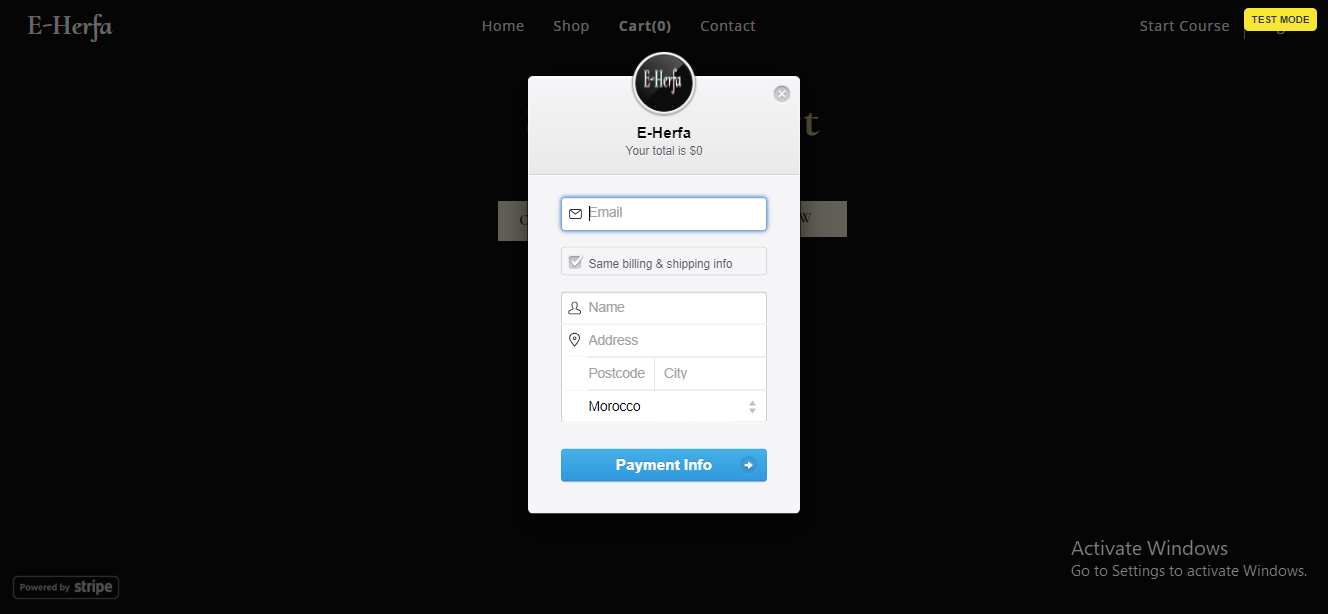 E-Herfa
Home Shop Cart(0) Contact
Start Course
TEST MODE
E-Herfa
E-Herfa
Your total is $0
Email
Same billing & shipping info
Name
Address
Postcode City
Morocco
Payment Info
Activate Windows
Go to Settings to activate Windows.
Powered by stripe